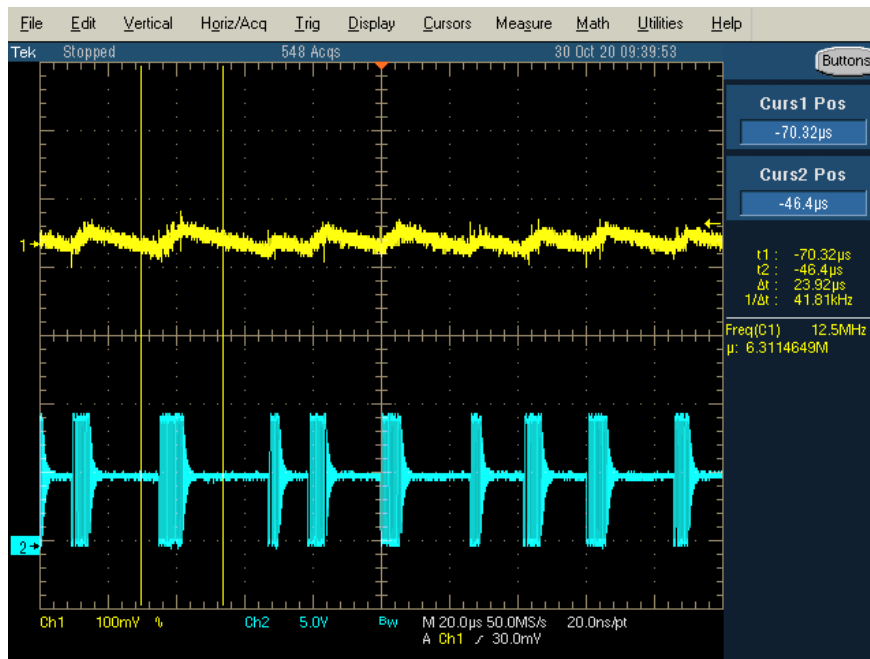 File Edit Vertical Horiz/Acq Trig Display Cursors Measure Math Utilities Help
Tek Stopped 548 Acqs 30 Oct 20 09:39:53
Buttons
Curs1 Pos
-70.32µs
Curs2 Pos
-46.4µs
t1 : -70.32µs
t2 : -46.4µs
Δt : 23.92µs
1/Δt : 41.81kHz
Freq(C1) 12.5MHz
µ: 6.3114649M
1
2
Ch1 100mV Ch2 5.0V Bw M 20.0µs 50.0MS/s 20.0ns/pt
A Ch1 30.0mV